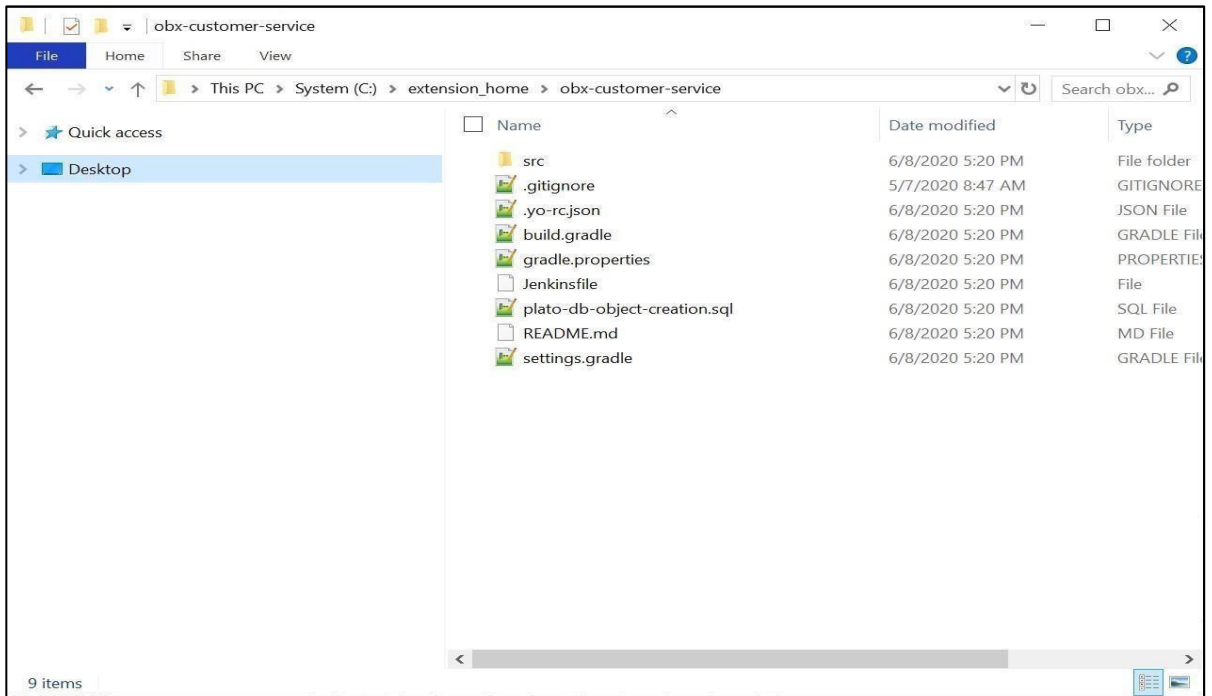 obx-customer-service
File Home Share View
This PC > System (C:) > extension_home > obx-customer-service Search obx...
Quick access
Desktop
Name Date modified Type
src 6/8/2020 5:20 PM File folder
.gitignore 5/7/2020 8:47 AM GITIGNORE
.yo-rc.json 6/8/2020 5:20 PM JSON File
build.gradle 6/8/2020 5:20 PM GRADLE File
gradle.properties 6/8/2020 5:20 PM PROPERTIES
Jenkinsfile 6/8/2020 5:20 PM File
plato-db-object-creation.sql 6/8/2020 5:20 PM SQL File
README.md 6/8/2020 5:20 PM MD File
settings.gradle 6/8/2020 5:20 PM GRADLE File
9 items